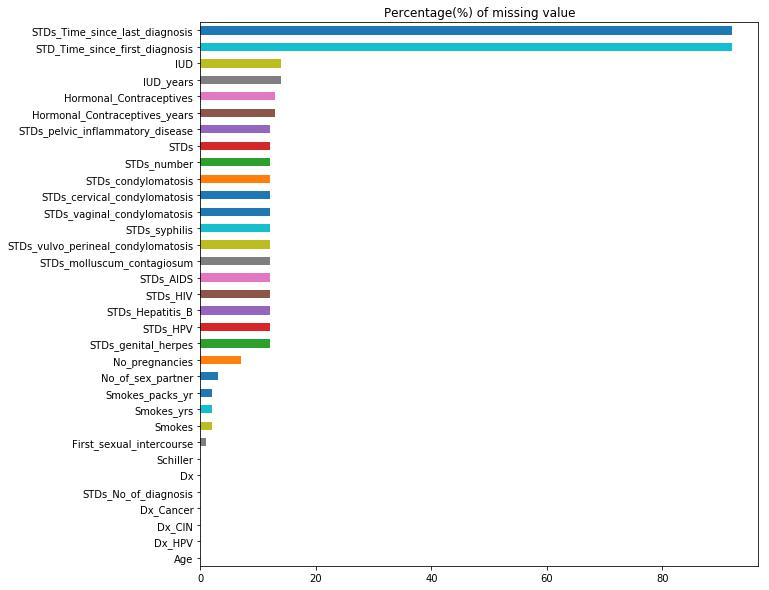 Percentage(%) of missing value
STDs_Time_since_last_diagnosis
STD_Time_since_first_diagnosis
IUD
IUD_years
Hormonal_Contraceptives
Hormonal_Contraceptives_years
STDs_pelvic_inflammatory_disease
STDs
STDs_number
STDs_condylomatosis
STDs_cervical_condylomatosis
STDs_vaginal_condylomatosis
STDs_syphilis
STDs_vulvo_perineal_condylomatosis
STDs_molluscum_contagiosum
STDs_AIDS
STDs_HIV
STDs_Hepatitis_B
STDs_HPV
STDs_genital_herpes
No_pregnancies
No_of_sex_partner
Smokes_packs_yr
Smokes_yrs
Smokes
First_sexual_intercourse
Schiller
Dx
STDs_No_of_diagnosis
Dx_Cancer
Dx_CIN
Dx_HPV
Age
0 20 40 60 80